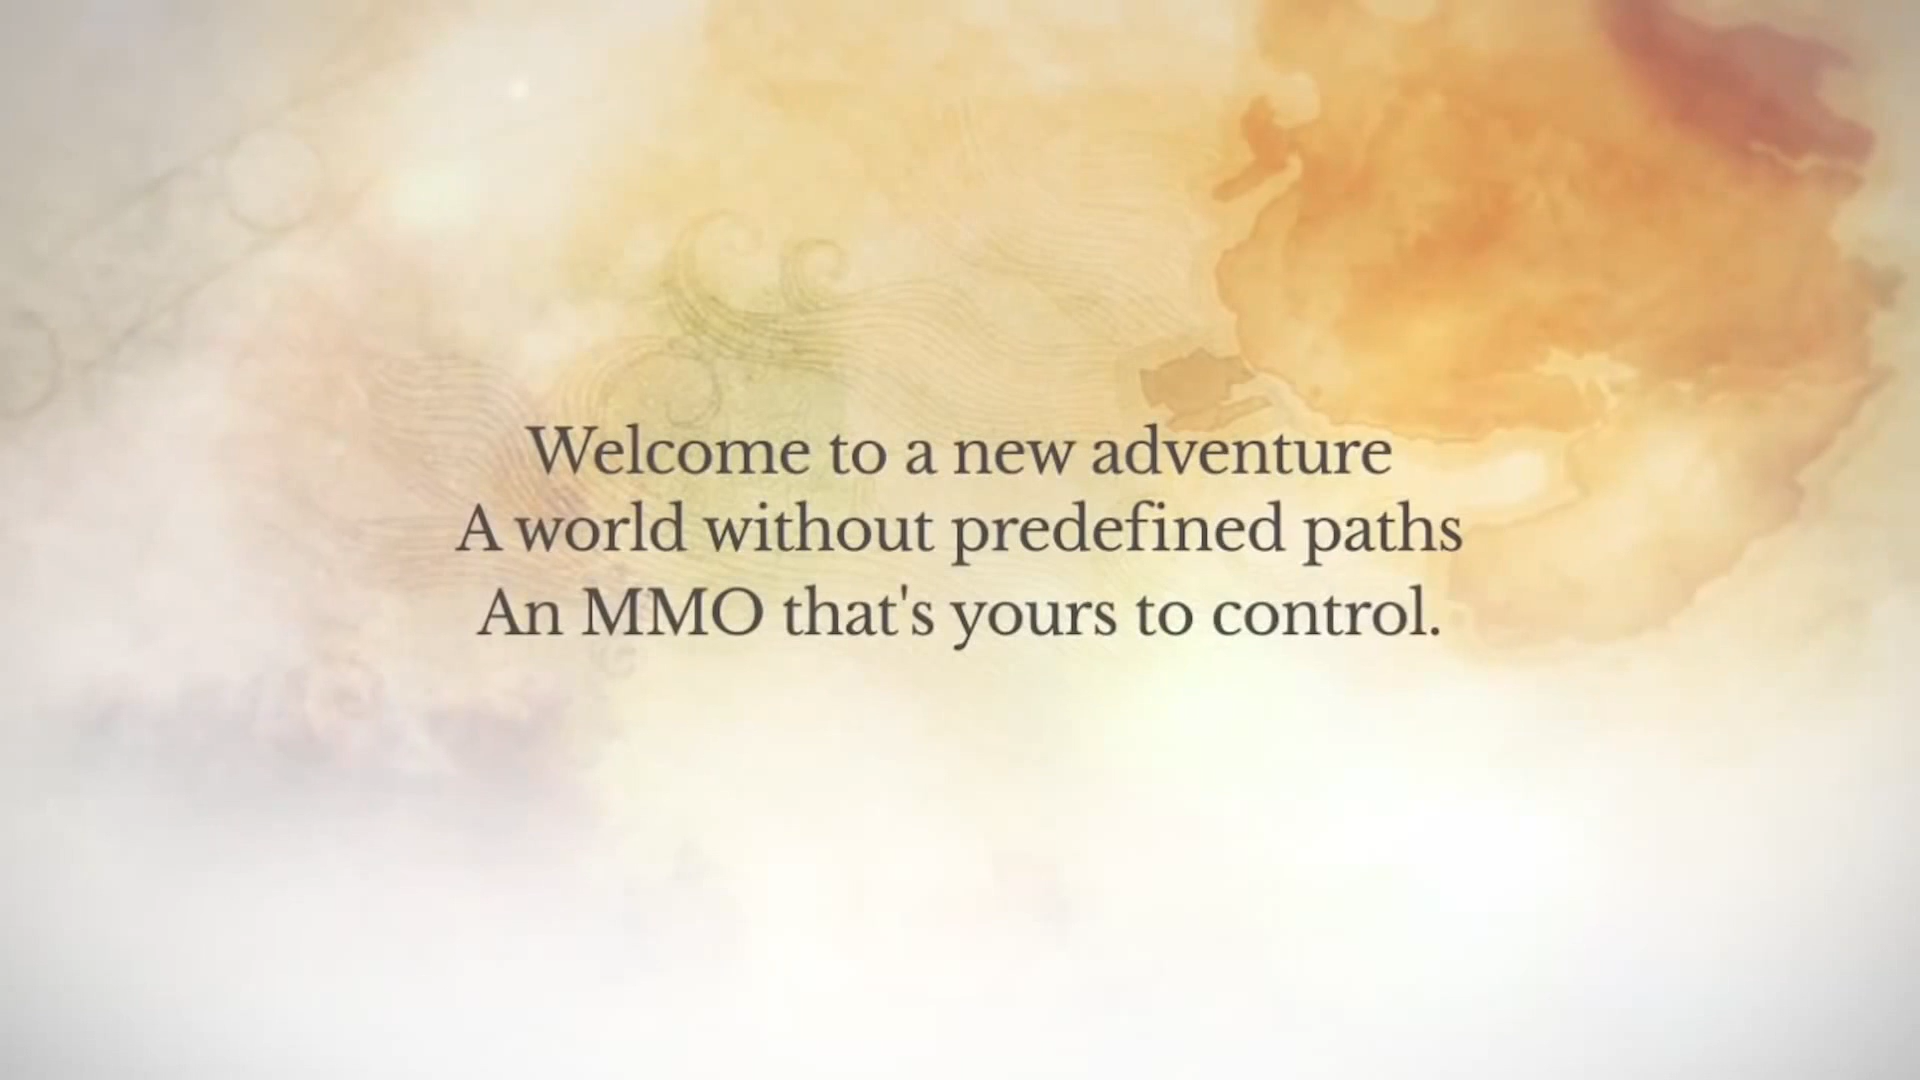 Welcome to a new adventure
A world without predefined paths
An MMO that's yours to control.